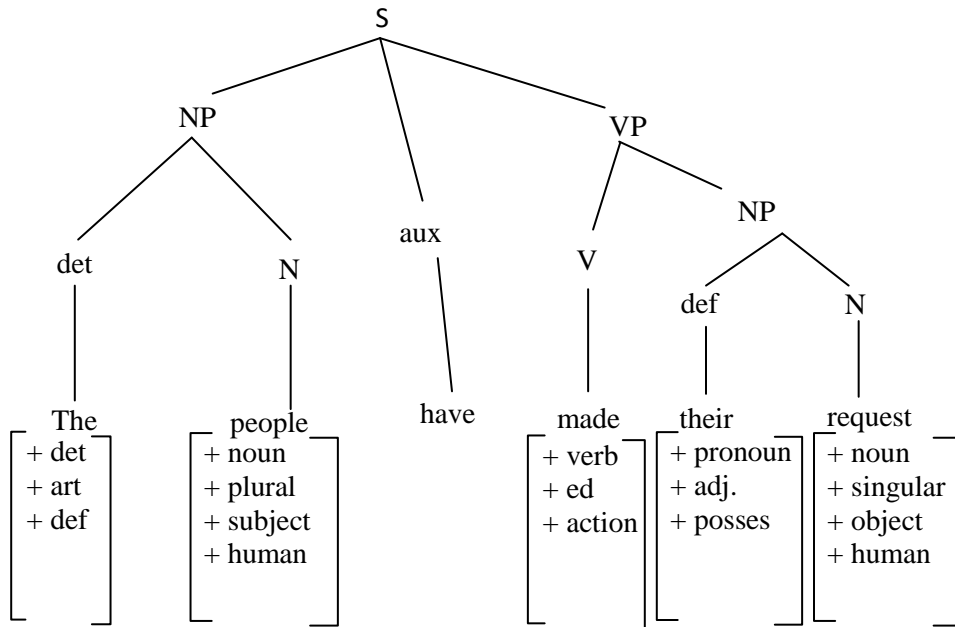 S
NP
VP
NP
aux
det
N
V
def
N
The
people
have
made
their
request
+ det
+ art
+ def
+ noun
+ plural
+ subject
+ human
+ verb
+ ed
+ action
+ pronoun
+ adj.
+ posses
+ noun
+ singular
+ object
+ human